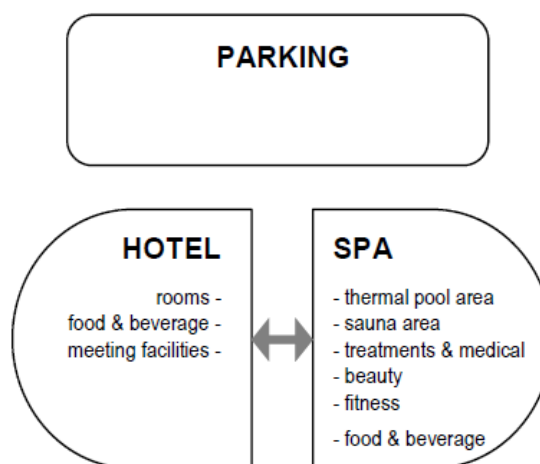 PARKING
HOTEL
rooms -
food & beverage -
meeting facilities -
SPA
- thermal pool area
- sauna area
- treatments & medical
- beauty
- fitness
- food & beverage